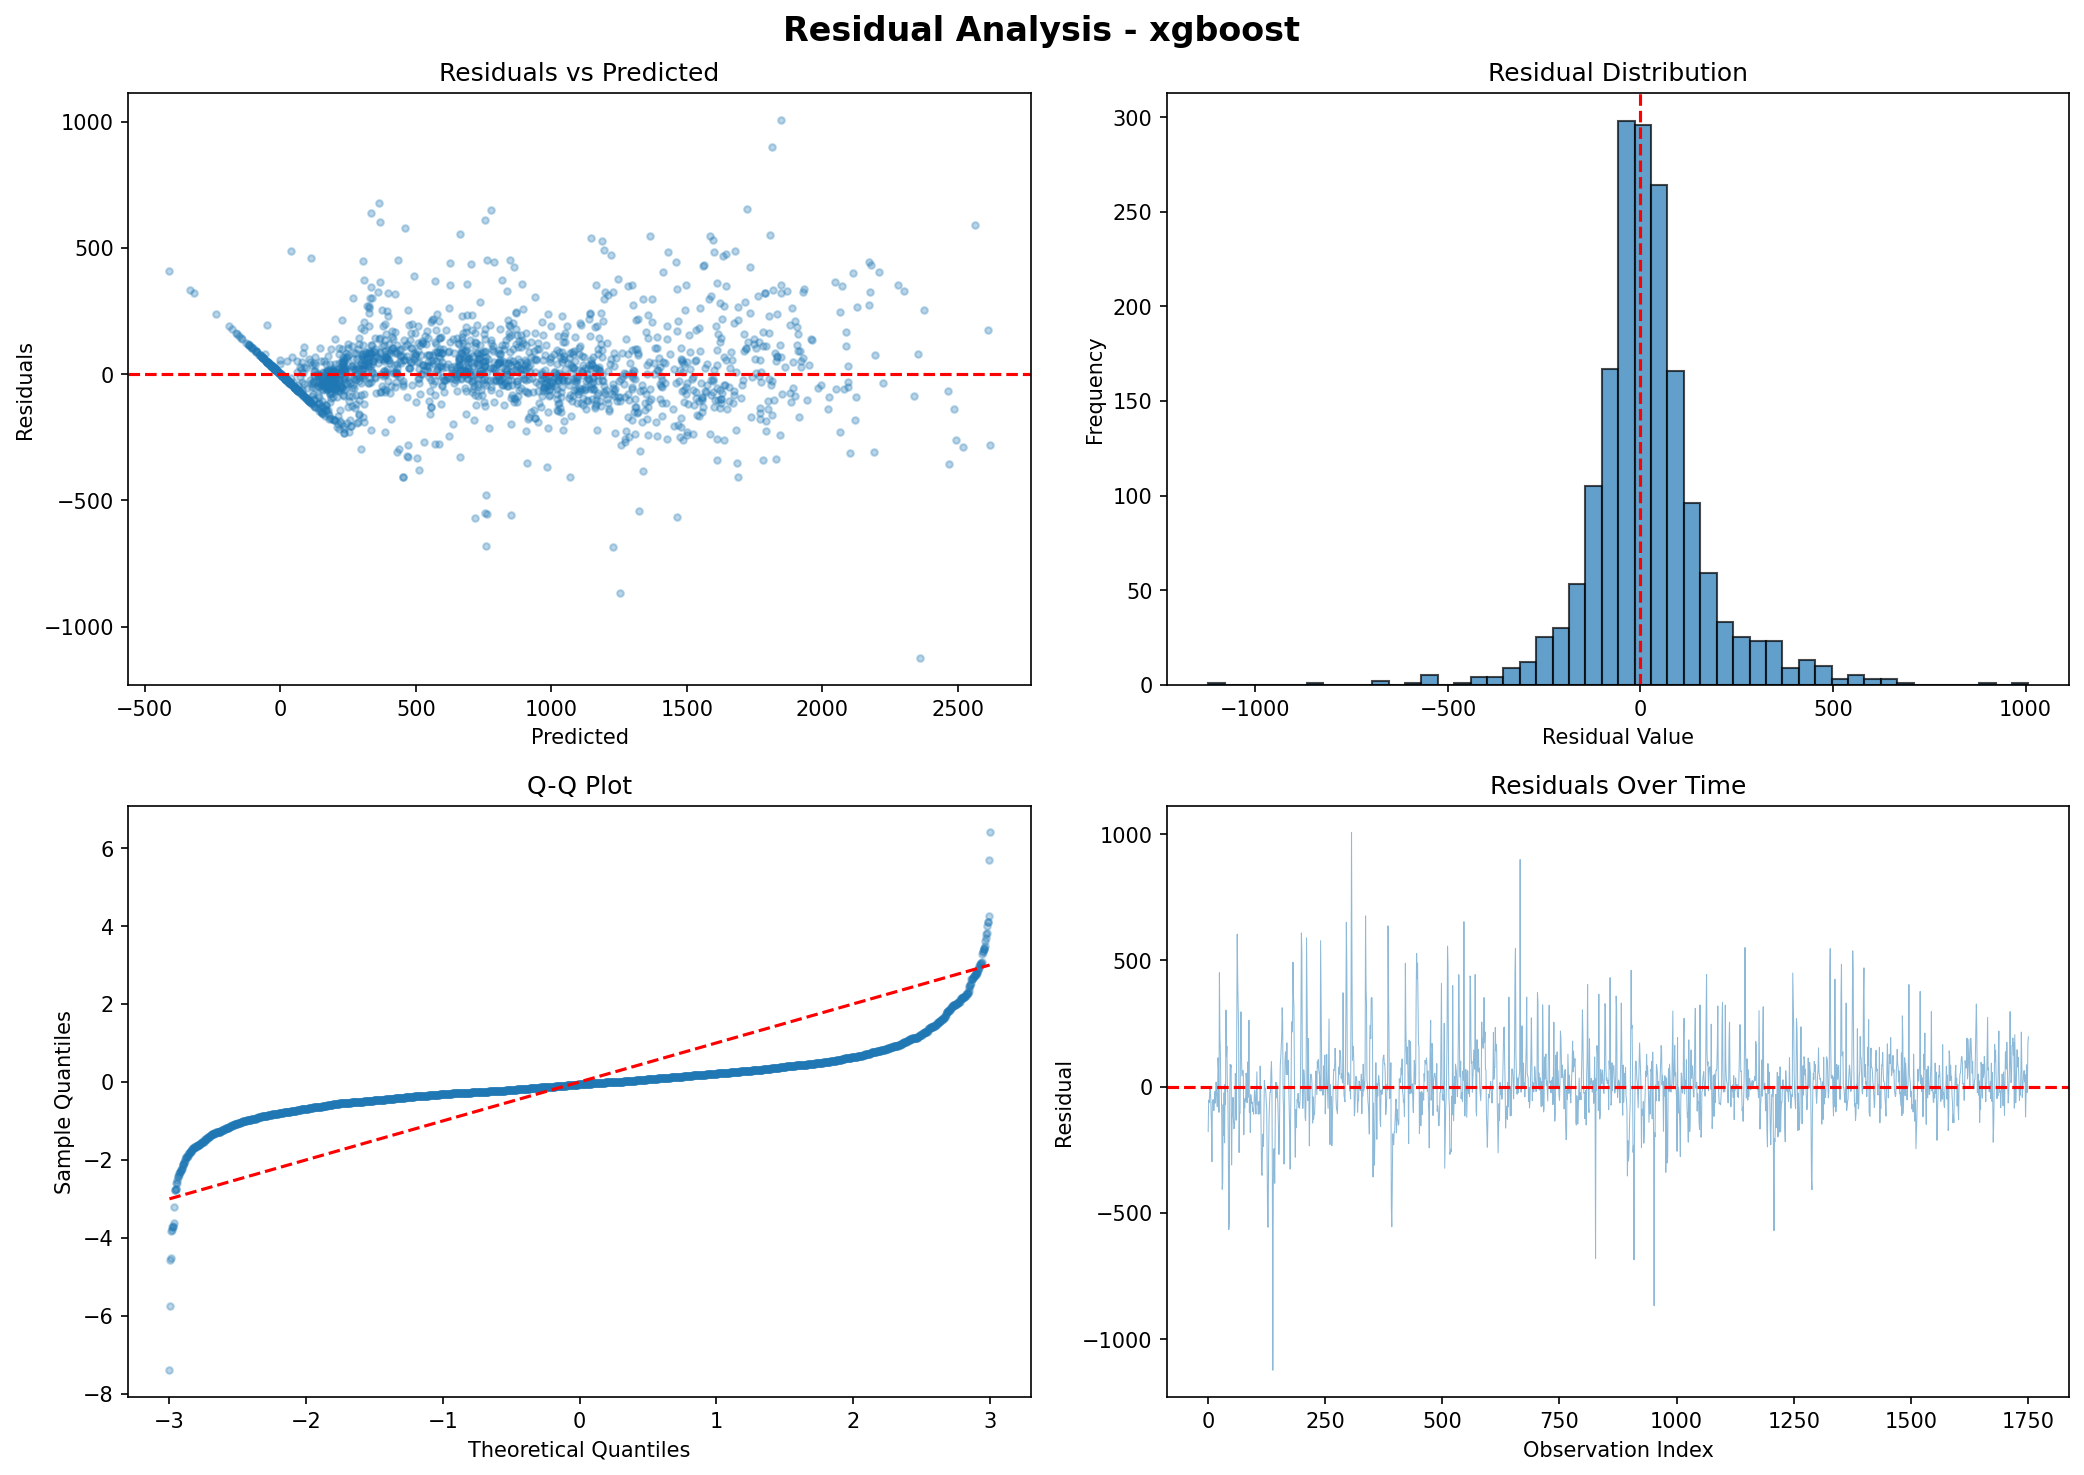 Residual Analysis - xgboost
Residuals vs Predicted
1000
500
0
−500
−1000
Residuals
−500 0 500 1000 1500 2000 2500
Predicted
Residual Distribution
300
250
200
150
100
50
0
Frequency
−1000 −500 0 500 1000
Residual Value
Q-Q Plot
6
4
2
0
−2
−4
−6
−8
Sample Quantiles
−3 −2 −1 0 1 2 3
Theoretical Quantiles
Residuals Over Time
1000
500
0
−500
−1000
Residual
0 250 500 750 1000 1250 1500 1750
Observation Index